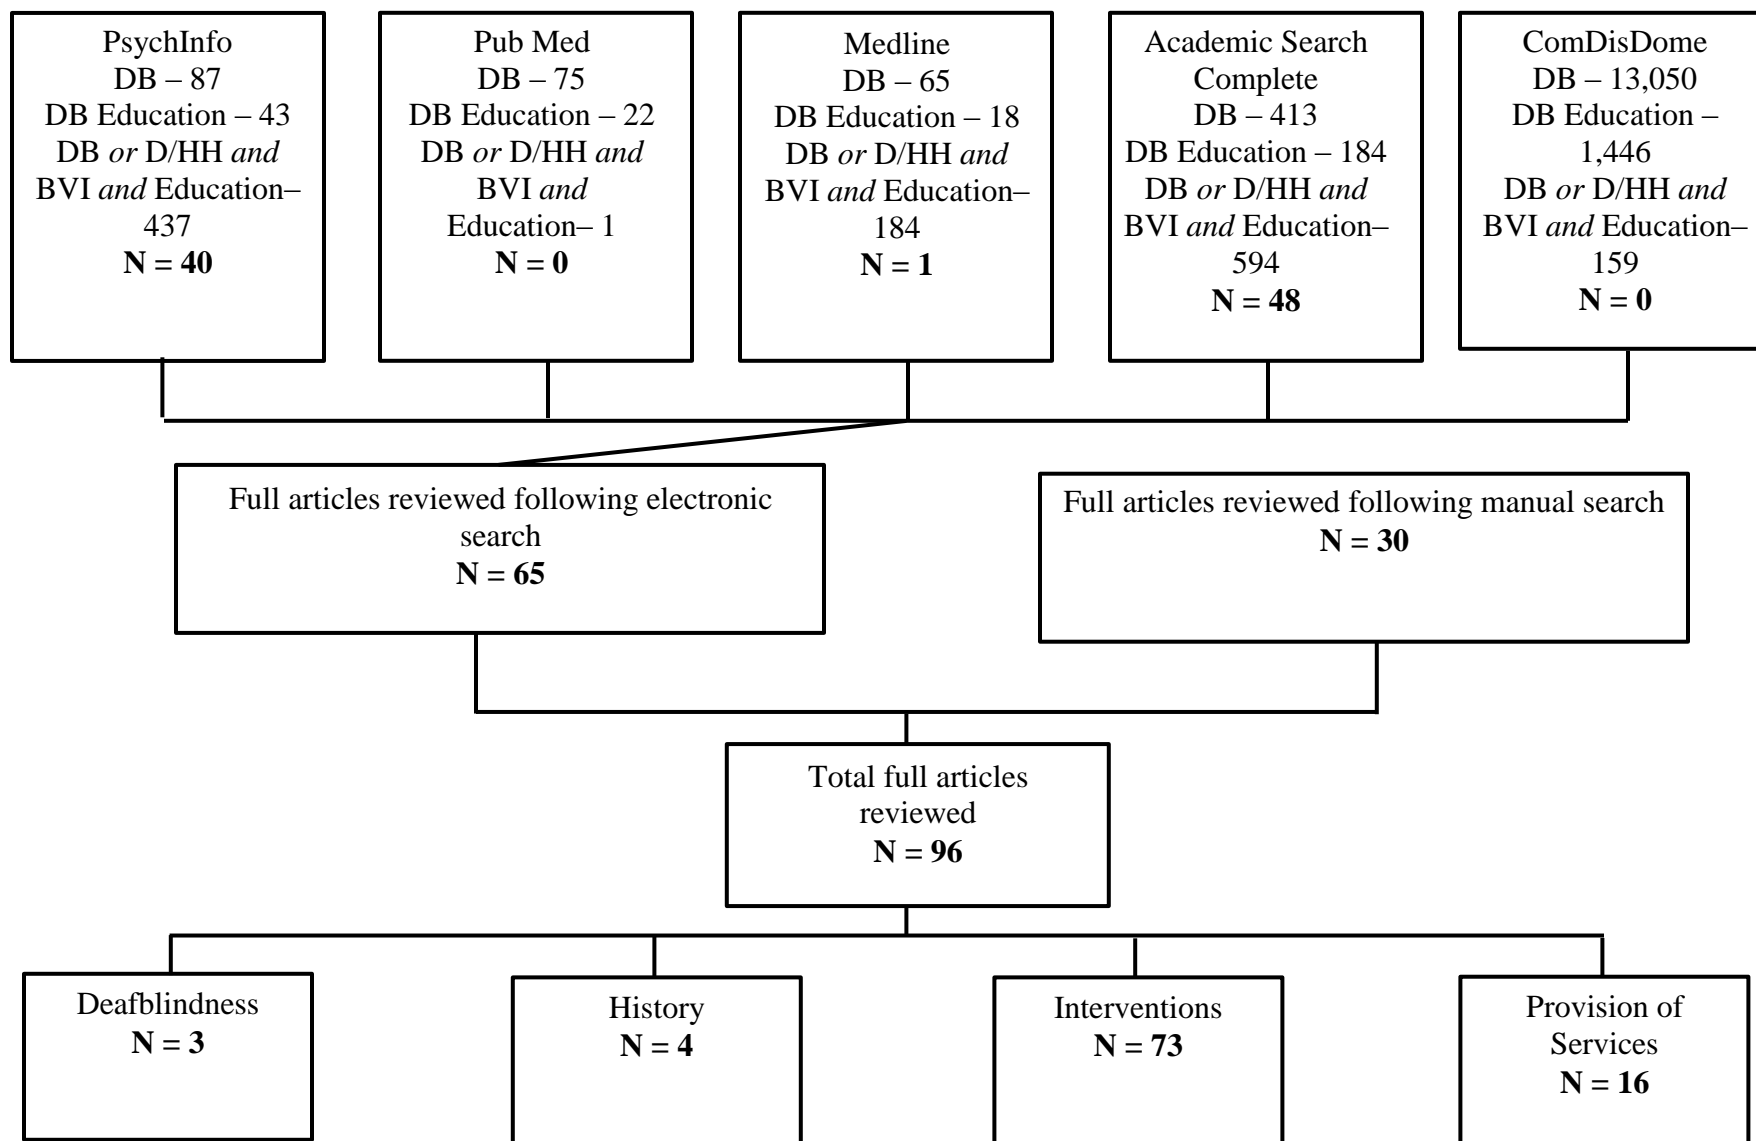 PsychInfo
DB – 87
DB Education – 43
DB or D/HH and
BVI and Education–
437
N = 40
Pub Med
DB – 75
DB Education – 22
DB or D/HH and
BVI and
Education– 1
N = 0
Medline
DB – 65
DB Education – 18
DB or D/HH and
BVI and Education–
184
N = 1
Academic Search
Complete
DB – 413
DB Education – 184
DB or D/HH and
BVI and Education–
594
N = 48
ComDisDome
DB – 13,050
DB Education –
1,446
DB or D/HH and
BVI and Education–
159
N = 0
Full articles reviewed following electronic
search
N = 65
Full articles reviewed following manual search
N = 30
Total full articles
reviewed
N = 96
Deafblindness
N = 3
History
N = 4
Interventions
N = 73
Provision of
Services
N = 16